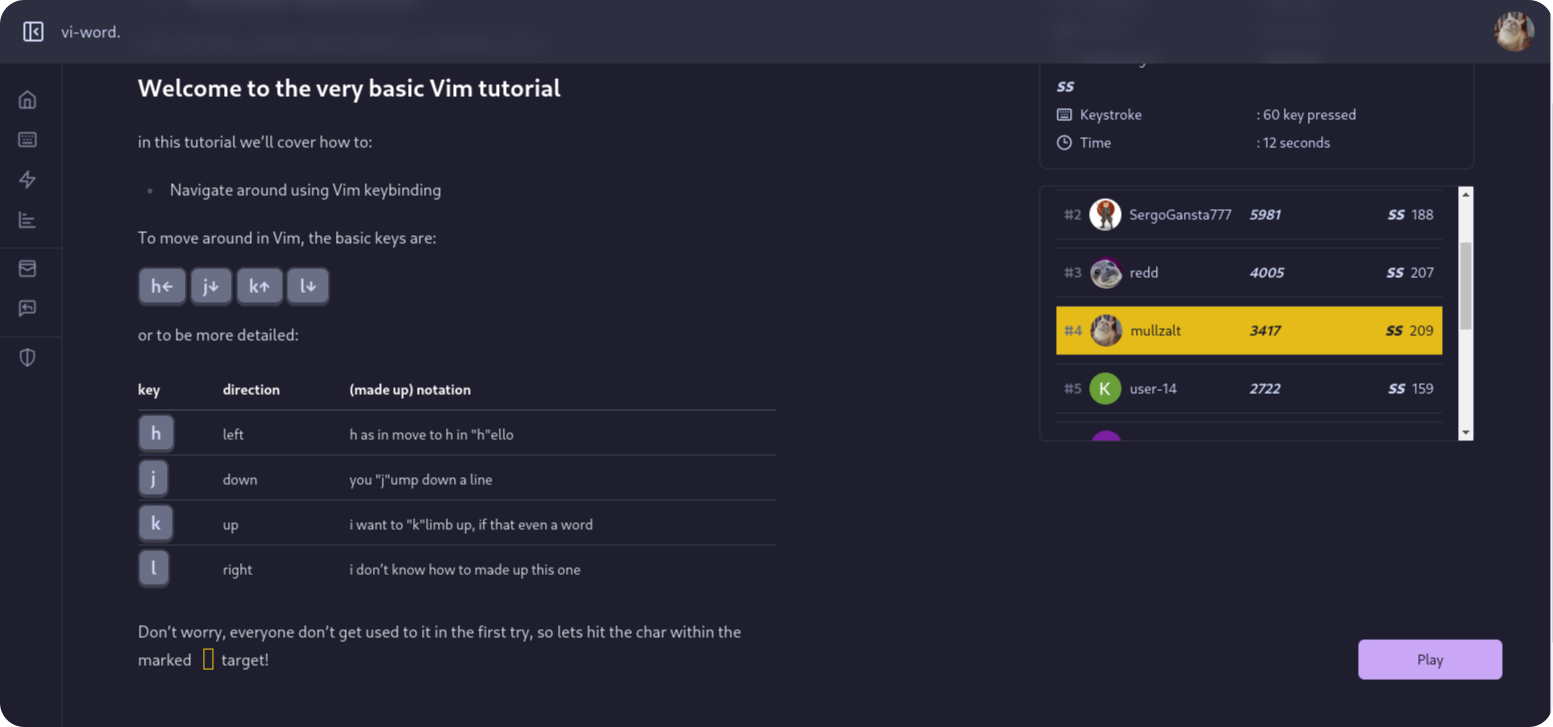 vi-word.
Welcome to the very basic Vim tutorial
in this tutorial we'll cover how to:
• Navigate around using Vim keybinding
To move around in Vim, the basic keys are:
h← j↓ k↑ l↓
or to be more detailed:
key direction (made up) notation
h left h as in move to h in "h"ello
j down you "j"ump down a line
k up i want to "k"limb up, if that even a word
l right i don't know how to made up this one
Don't worry, everyone don't get used to it in the first try, so lets hit the char within the
marked target!
SS
Keystroke : 60 key pressed
Time : 12 seconds
#2 SergoGansta777 5981 SS 188
#3 redd 4005 SS 207
#4 mullzalt 3417 SS 209
#5 K user-14 2722 SS 159
Play